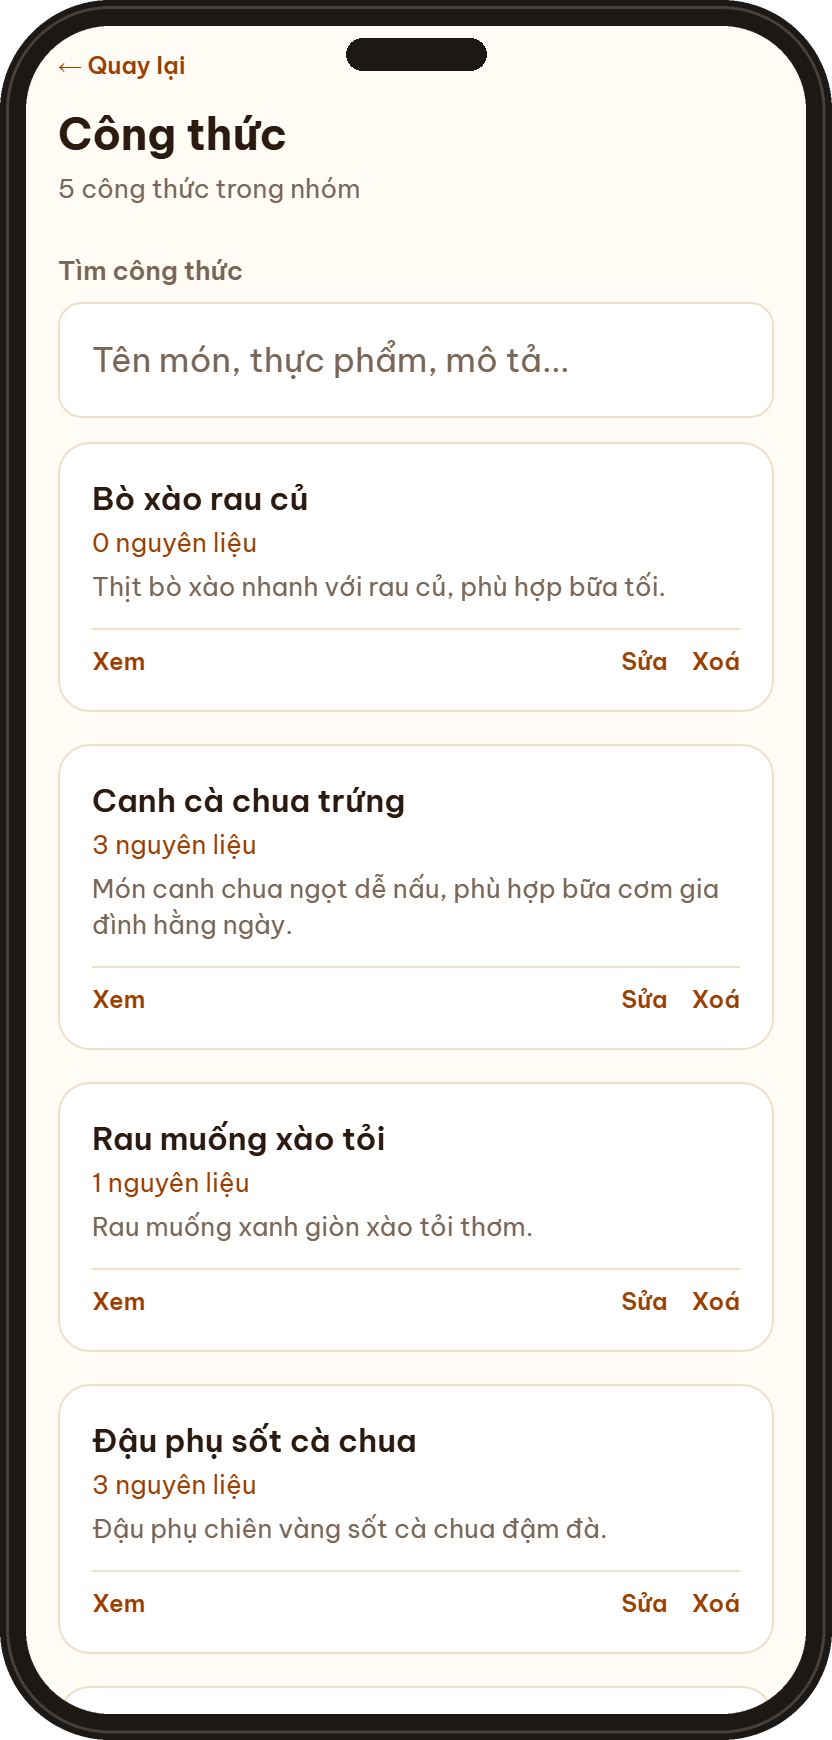 ← Quay lại
Công thức
5 công thức trong nhóm
Tìm công thức
Tên món, thực phẩm, mô tả...
Bò xào rau củ
0 nguyên liệu
Thịt bò xào nhanh với rau củ, phù hợp bữa tối.
Xem Sửa Xoá
Canh cà chua trứng
3 nguyên liệu
Món canh chua ngọt dễ nấu, phù hợp bữa cơm gia
đình hằng ngày.
Xem Sửa Xoá
Rau muống xào tỏi
1 nguyên liệu
Rau muống xanh giòn xào tỏi thơm.
Xem Sửa Xoá
Đậu phụ sốt cà chua
3 nguyên liệu
Đậu phụ chiên vàng sốt cà chua đậm đà.
Xem Sửa Xoá